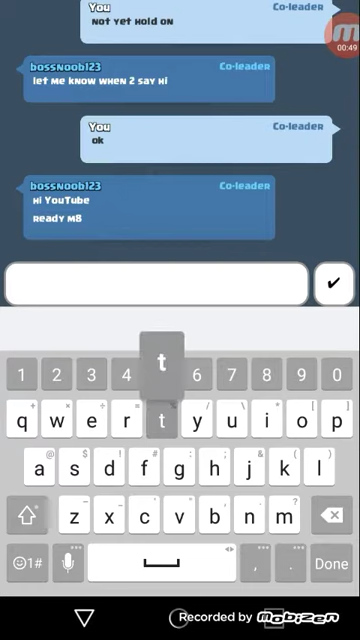 You
Co-leader
Not yet hold on
00:49
bossnoob123
Co-leader
let me know when 2 say hi
You
Co-leader
ok
bossnoob123
Co-leader
Hi YouTube
Ready m8
✔
t
1 2 3 4 6 7 8 9 0
q w e r t y u i o p
a s d f g h j k l
z x c v b n m
☺1# , . Done
Recorded by Mobizen